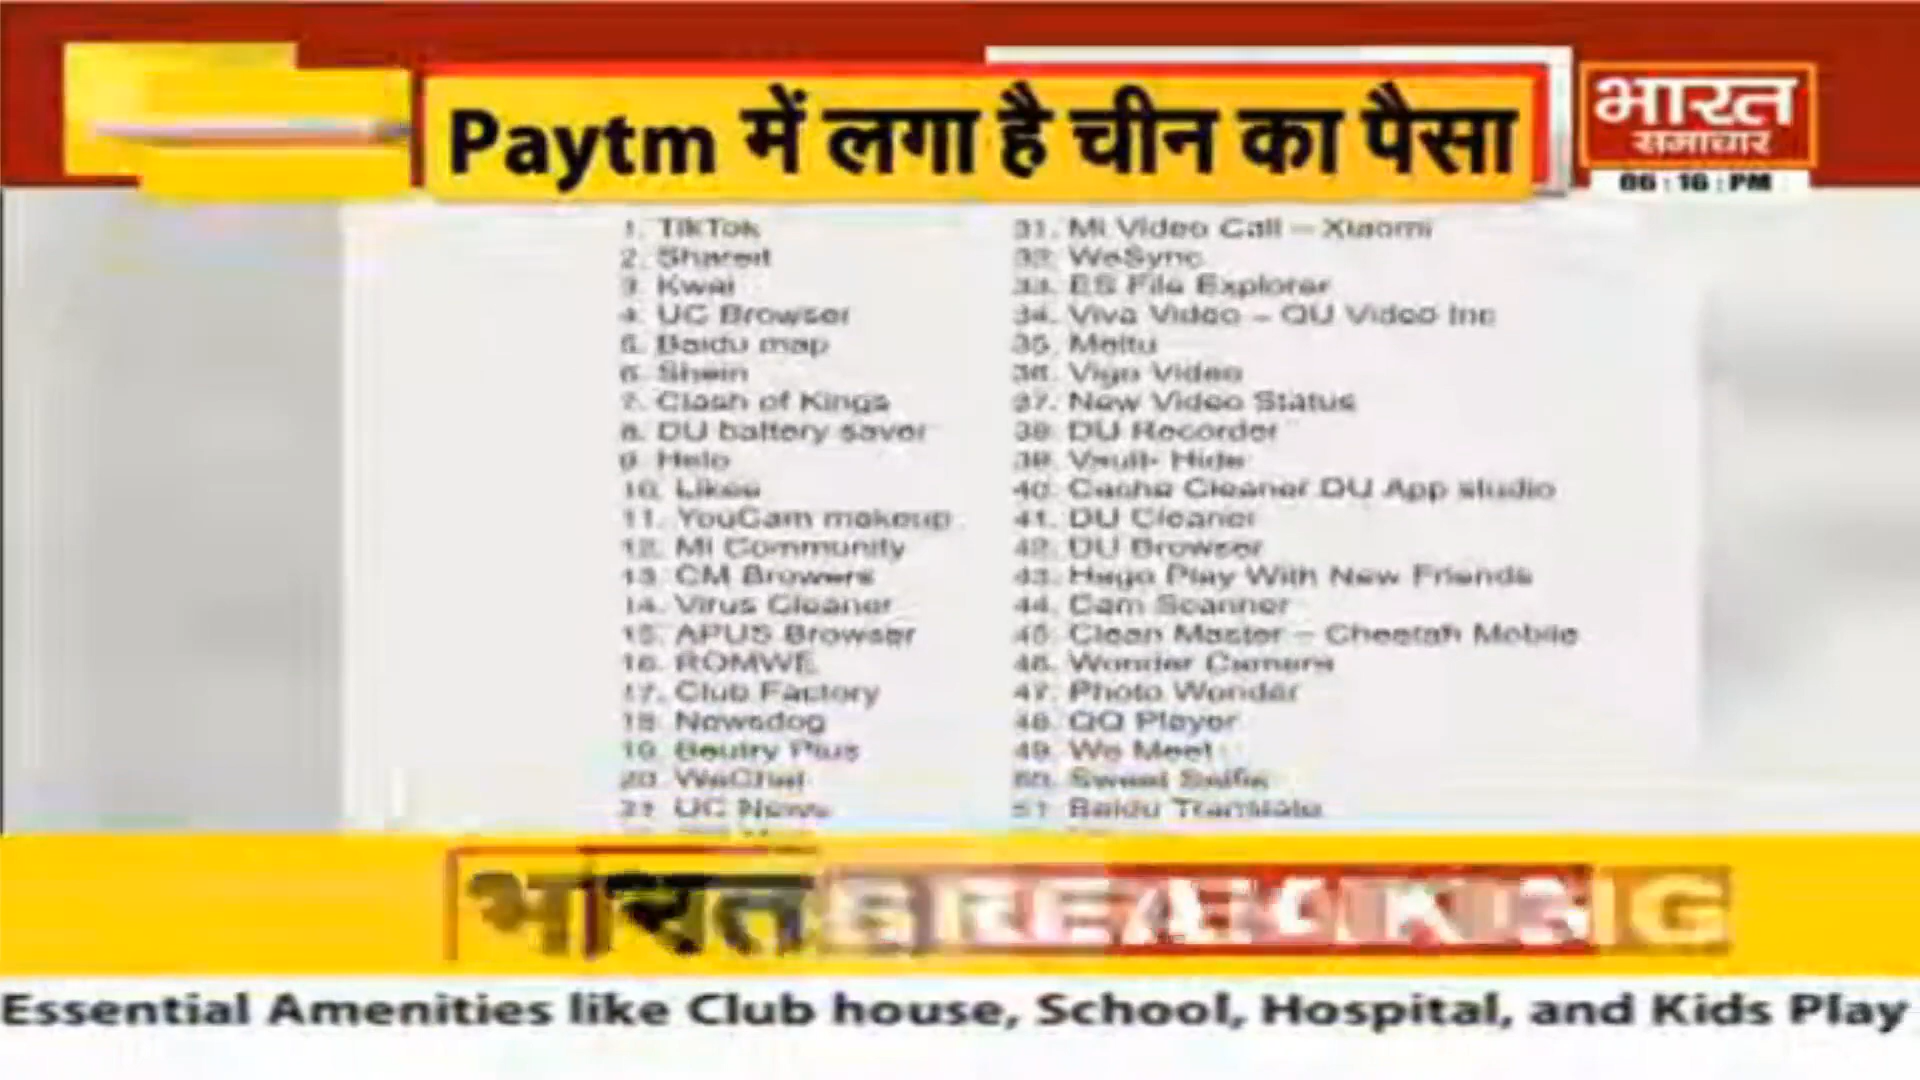 Paytm में लगा है चीन का पैसा
भारत
समाचार
06:16:PM
1. TikTok
2. Shareit
3. Kwai
4. UC Browser
5. Baidu map
6. Shein
7. Clash of Kings
8. DU battery saver
9. Helo
10. Likee
11. YouCam makeup
12. Mi Community
13. CM Browers
14. Virus Cleaner
15. APUS Browser
16. ROMWE
17. Club Factory
18. Newsdog
19. Beutry Plus
20. WeChat
21. UC News
31. Mi Video Call – Xiaomi
32. WeSync
33. ES File Explorer
34. Viva Video – QU Video Inc
35. Meitu
36. Vigo Video
37. New Video Status
38. DU Recorder
39. Vault- Hide
40. Cache Cleaner DU App studio
41. DU Cleaner
42. DU Browser
43. Hago Play With New Friends
44. Cam Scanner
45. Clean Master – Cheetah Mobile
46. Wonder Camera
47. Photo Wonder
48. QQ Player
49. We Meet
50. Sweet Selfie
51. Baidu Translate
भारत BREAKING
Essential Amenities like Club house, School, Hospital, and Kids Play